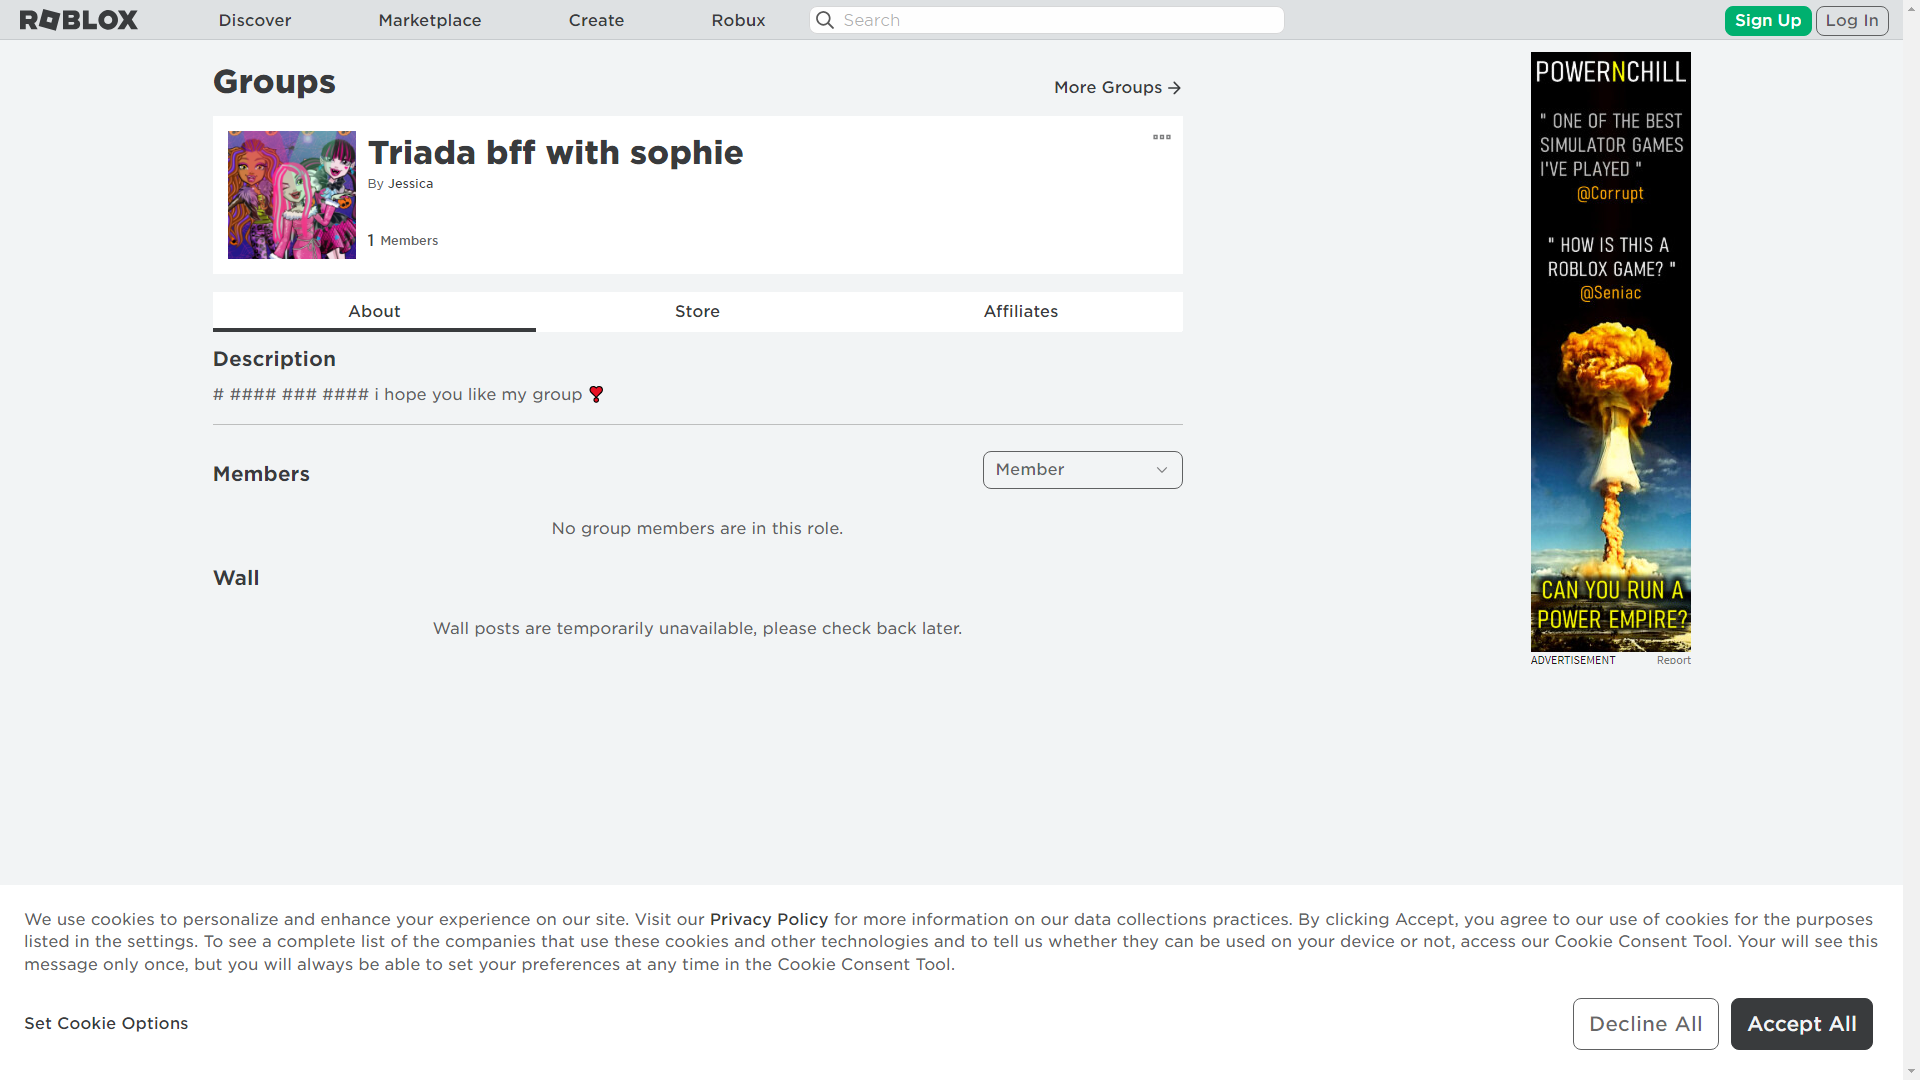 ROBLOX
Discover
Marketplace
Create
Robux
Search
Sign Up
Log In
Groups
More Groups
Triada bff with sophie
By Jessica
1 Members
About
Store
Affiliates
Description
# #### ### #### i hope you like my group ❣
Members
Member
No group members are in this role.
Wall
Wall posts are temporarily unavailable, please check back later.
POWERNCHILL
" ONE OF THE BEST
SIMULATOR GAMES
I'VE PLAYED "
@Corrupt
" HOW IS THIS A
ROBLOX GAME? "
@Seniac
CAN YOU RUN A
POWER EMPIRE?
ADVERTISEMENT
Report
We use cookies to personalize and enhance your experience on our site. Visit our Privacy Policy for more information on our data collections practices. By clicking Accept, you agree to our use of cookies for the purposes
listed in the settings. To see a complete list of the companies that use these cookies and other technologies and to tell us whether they can be used on your device or not, access our Cookie Consent Tool. Your will see this
message only once, but you will always be able to set your preferences at any time in the Cookie Consent Tool.
Set Cookie Options
Decline All
Accept All